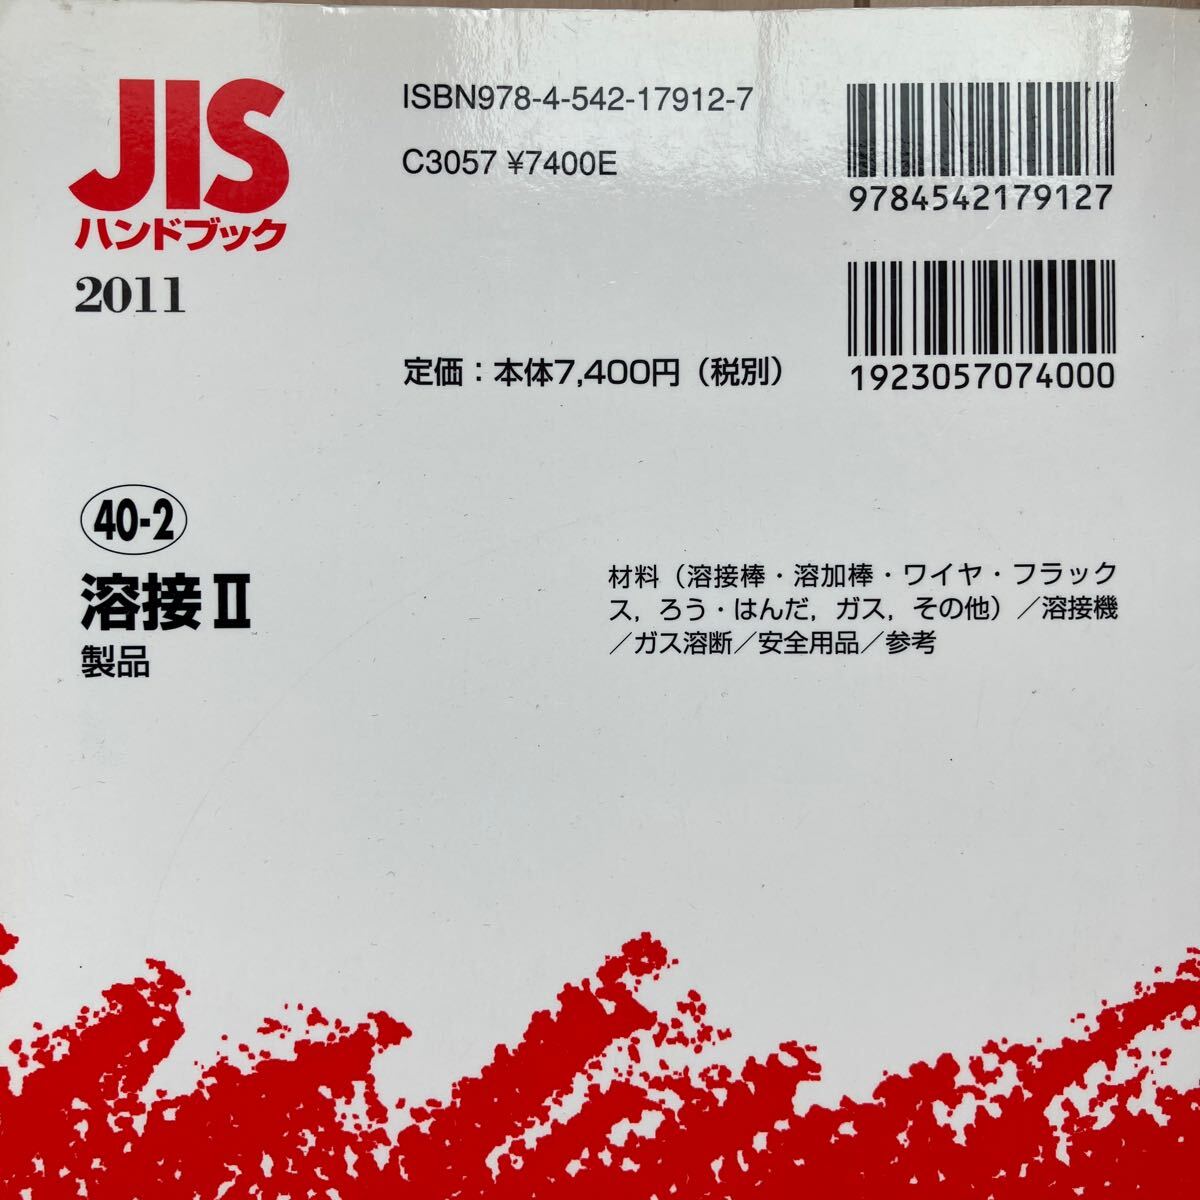 JIS
ハンドブック
2011
ISBN978-4-542-17912-7
C3057 ¥7400E
9784542179127
定価：本体7,400円（税別）
1923057074000
40-2
溶接Ⅱ
製品
材料（溶接棒・溶加棒・ワイヤ・フラック
ス，ろう・はんだ，ガス，その他）／溶接機
／ガス溶断／安全用品／参考